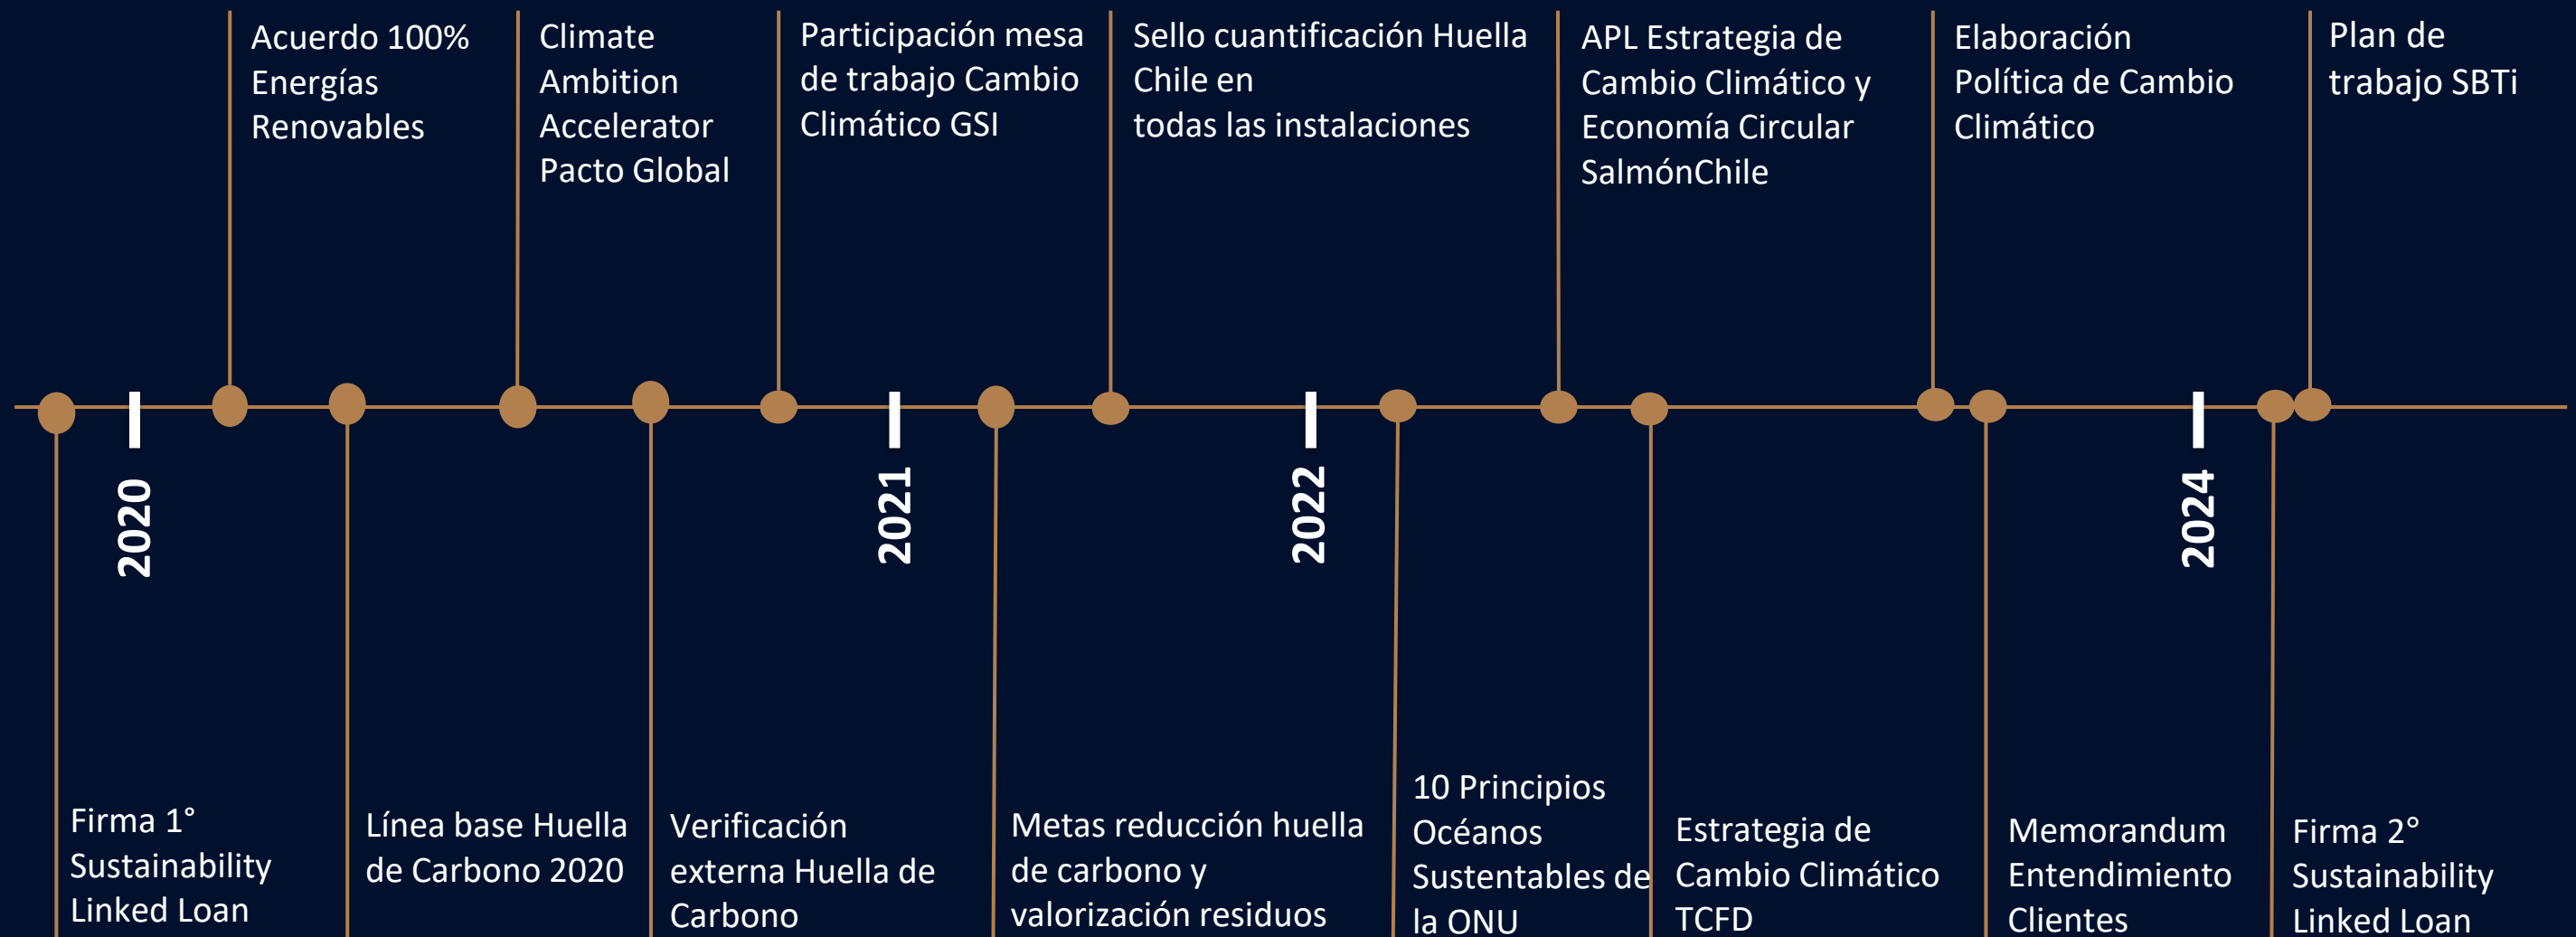 Acuerdo 100%
Energías
Renovables
Climate
Ambition
Accelerator
Pacto Global
Participación mesa
de trabajo Cambio
Climático GSI
Sello cuantificación Huella
Chile en
todas las instalaciones
APL Estrategia de
Cambio Climático y
Economía Circular
SalmónChile
Elaboración
Política de Cambio
Climático
Plan de
trabajo SBTi
2020
2021
2022
2024
Firma 1°
Sustainability
Linked Loan
Línea base Huella
de Carbono 2020
Verificación
externa Huella de
Carbono
Metas reducción huella
de carbono y
valorización residuos
10 Principios
Océanos
Sustentables de
la ONU
Estrategia de
Cambio Climático
TCFD
Memorandum
Entendimiento
Clientes
Firma 2°
Sustainability
Linked Loan